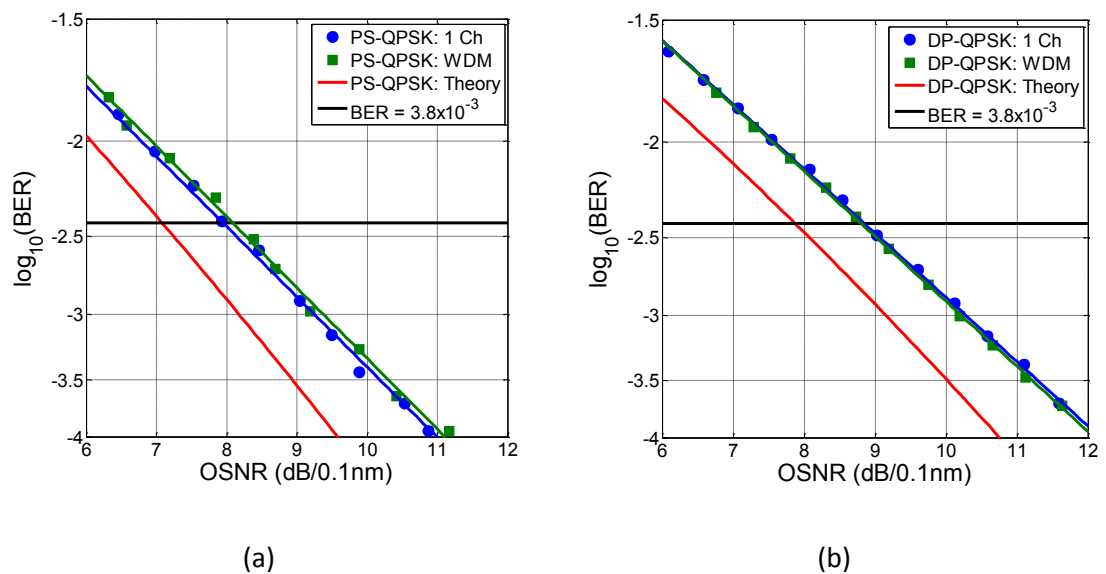 -1.5
-2
-2.5
-3
-3.5
-4
log10(BER)
6 7 8 9 10 11 12
OSNR (dB/0.1nm)
PS-QPSK: 1 Ch
PS-QPSK: WDM
PS-QPSK: Theory
BER = 3.8x10^-3
(a)
-1.5
-2
-2.5
-3
-3.5
-4
log10(BER)
6 7 8 9 10 11 12
OSNR (dB/0.1nm)
DP-QPSK: 1 Ch
DP-QPSK: WDM
DP-QPSK: Theory
BER = 3.8x10^-3
(b)